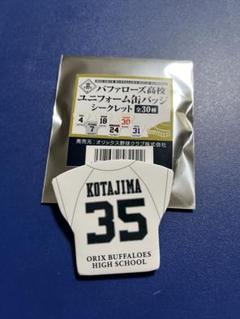 バファローズ高校
ユニフォーム缶バッジ
シークレット 全30種
4 7 18 24 30 31
発売元:オリックス野球クラブ株式会社
KOTAJIMA
35
ORIX BUFFALOES
HIGH SCHOOL